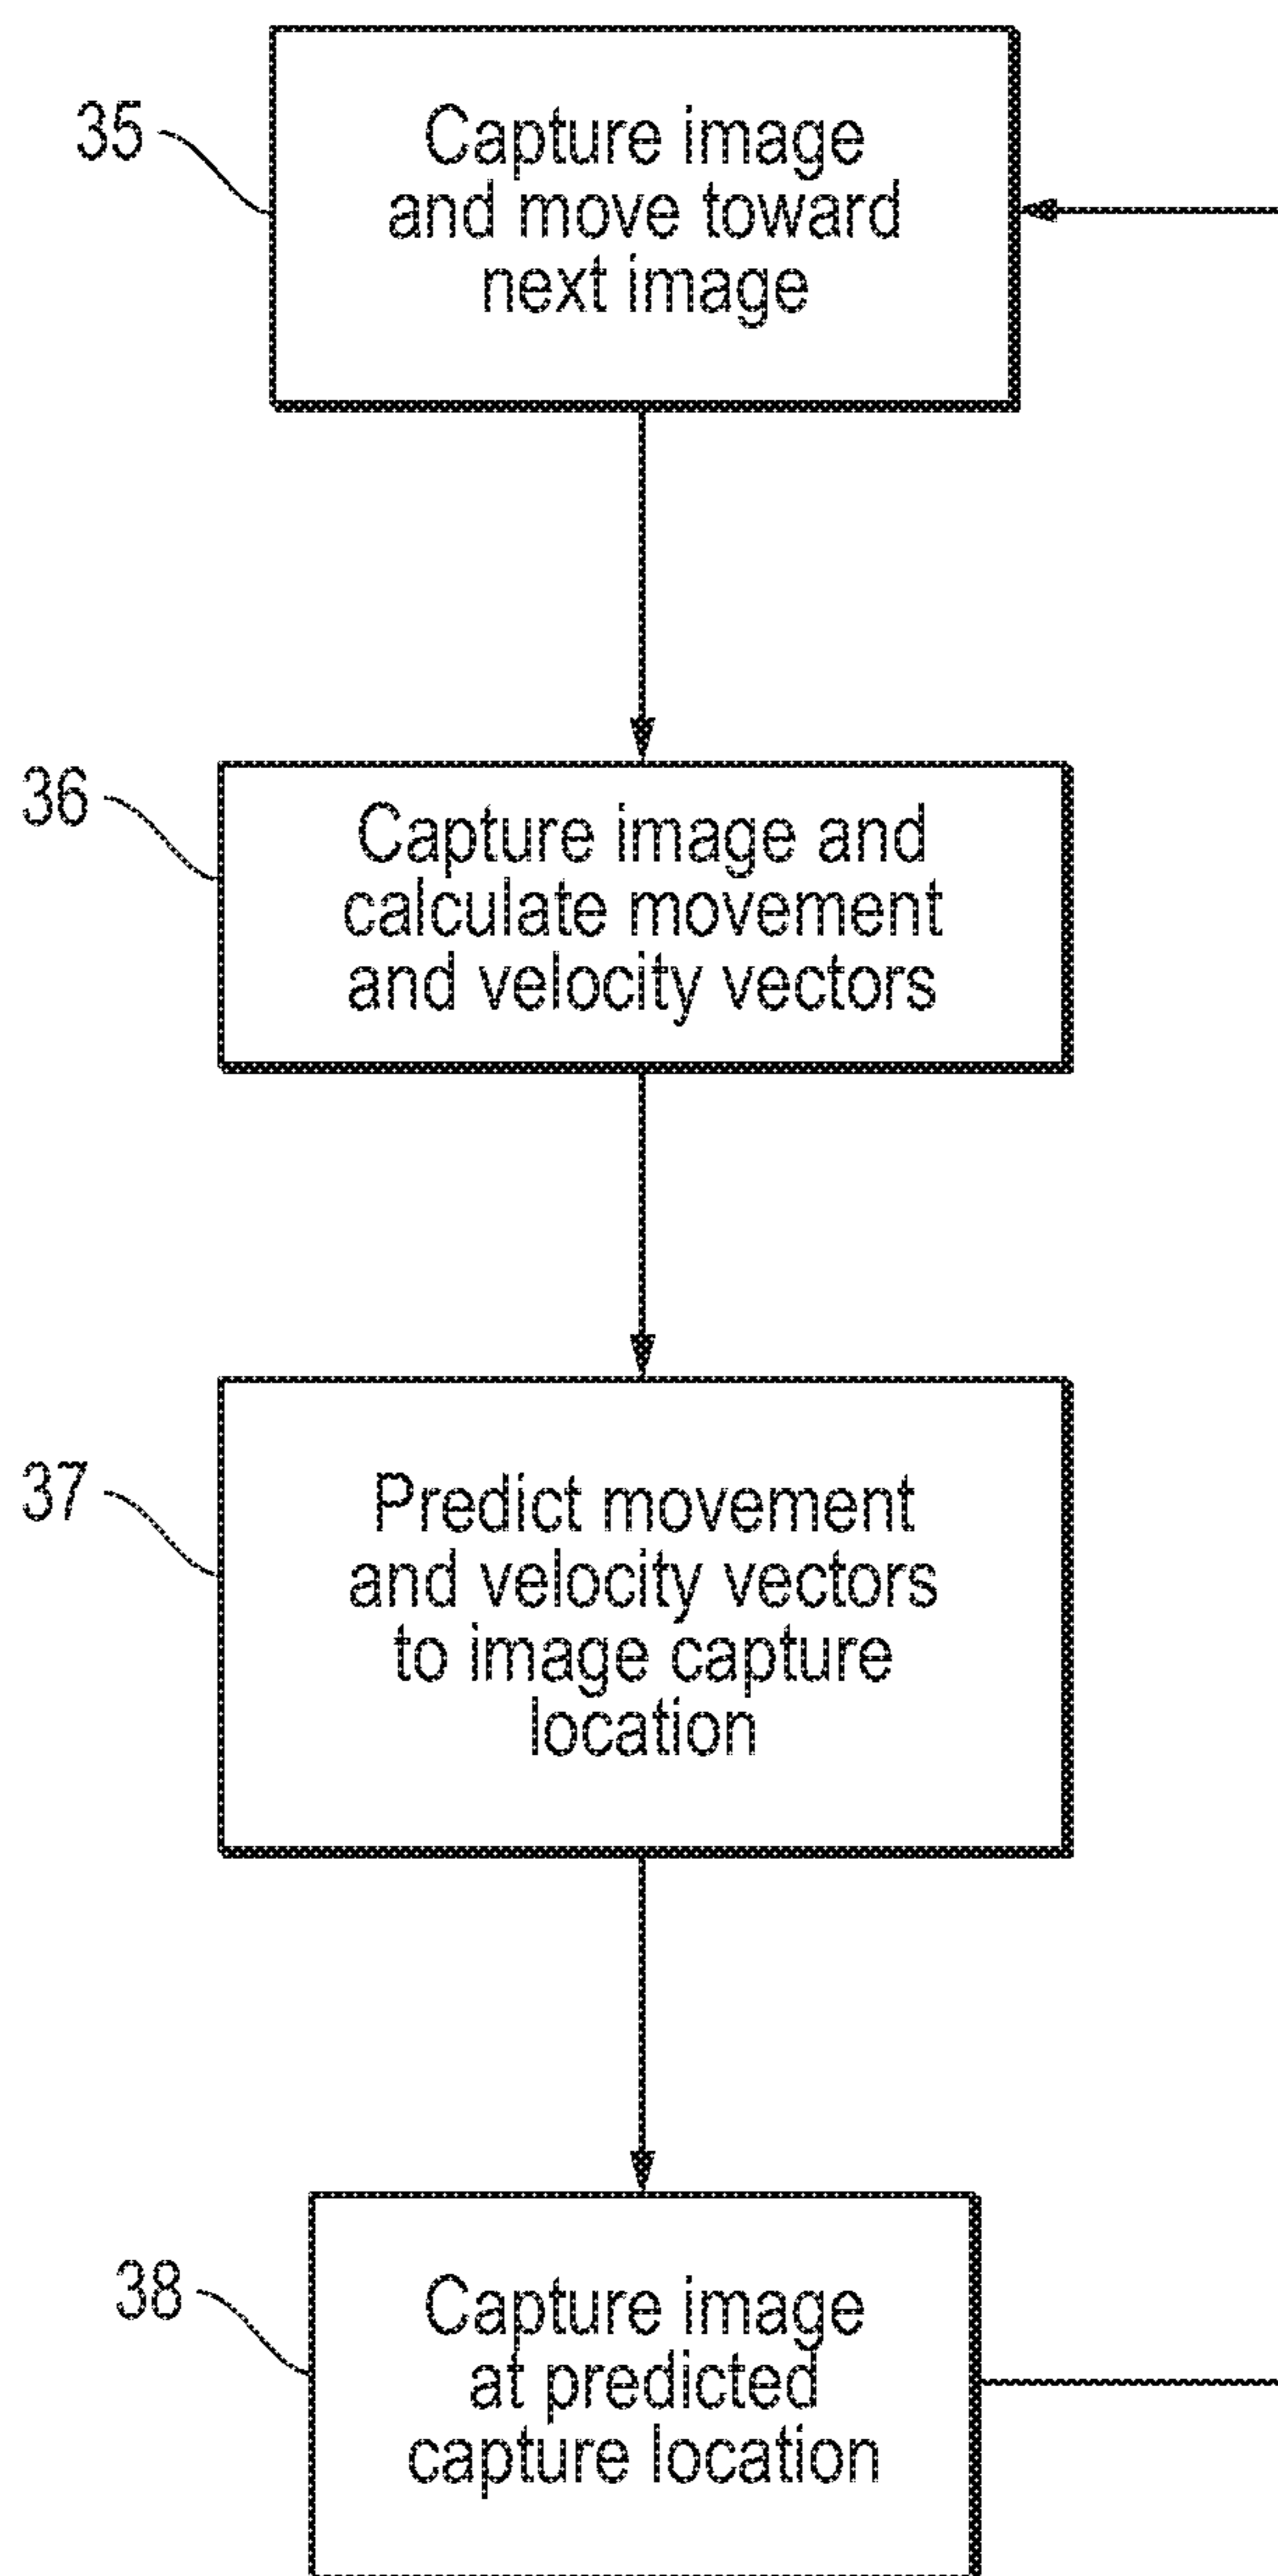 35
Capture image
and move toward
next image
36
Capture image and
calculate movement
and velocity vectors
37
Predict movement
and velocity vectors
to image capture
location
38
Capture image
at predicted
capture location